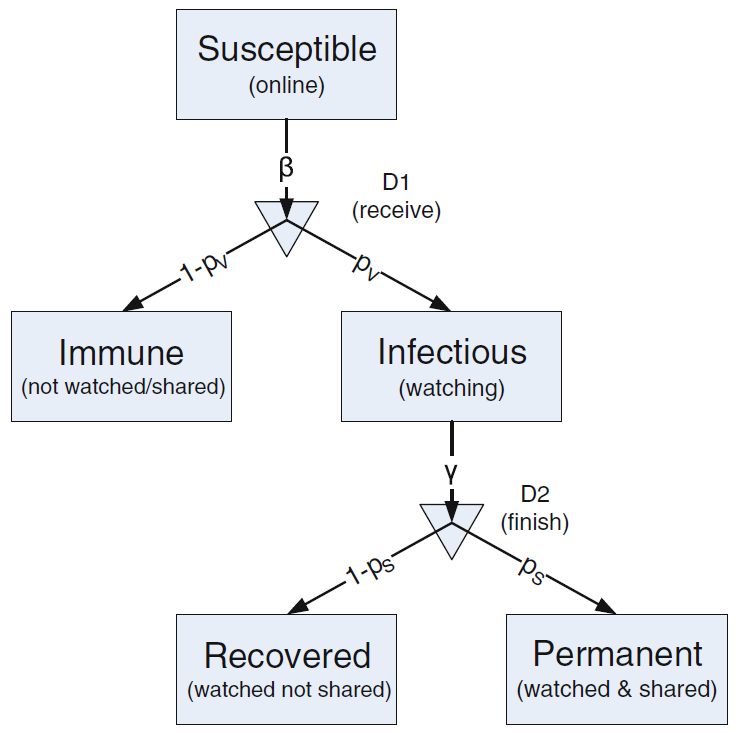 Susceptible
(online)
β
D1
(receive)
1-pv
pv
Immune
(not watched/shared)
Infectious
(watching)
γ
D2
(finish)
1-ps
ps
Recovered
(watched not shared)
Permanent
(watched & shared)